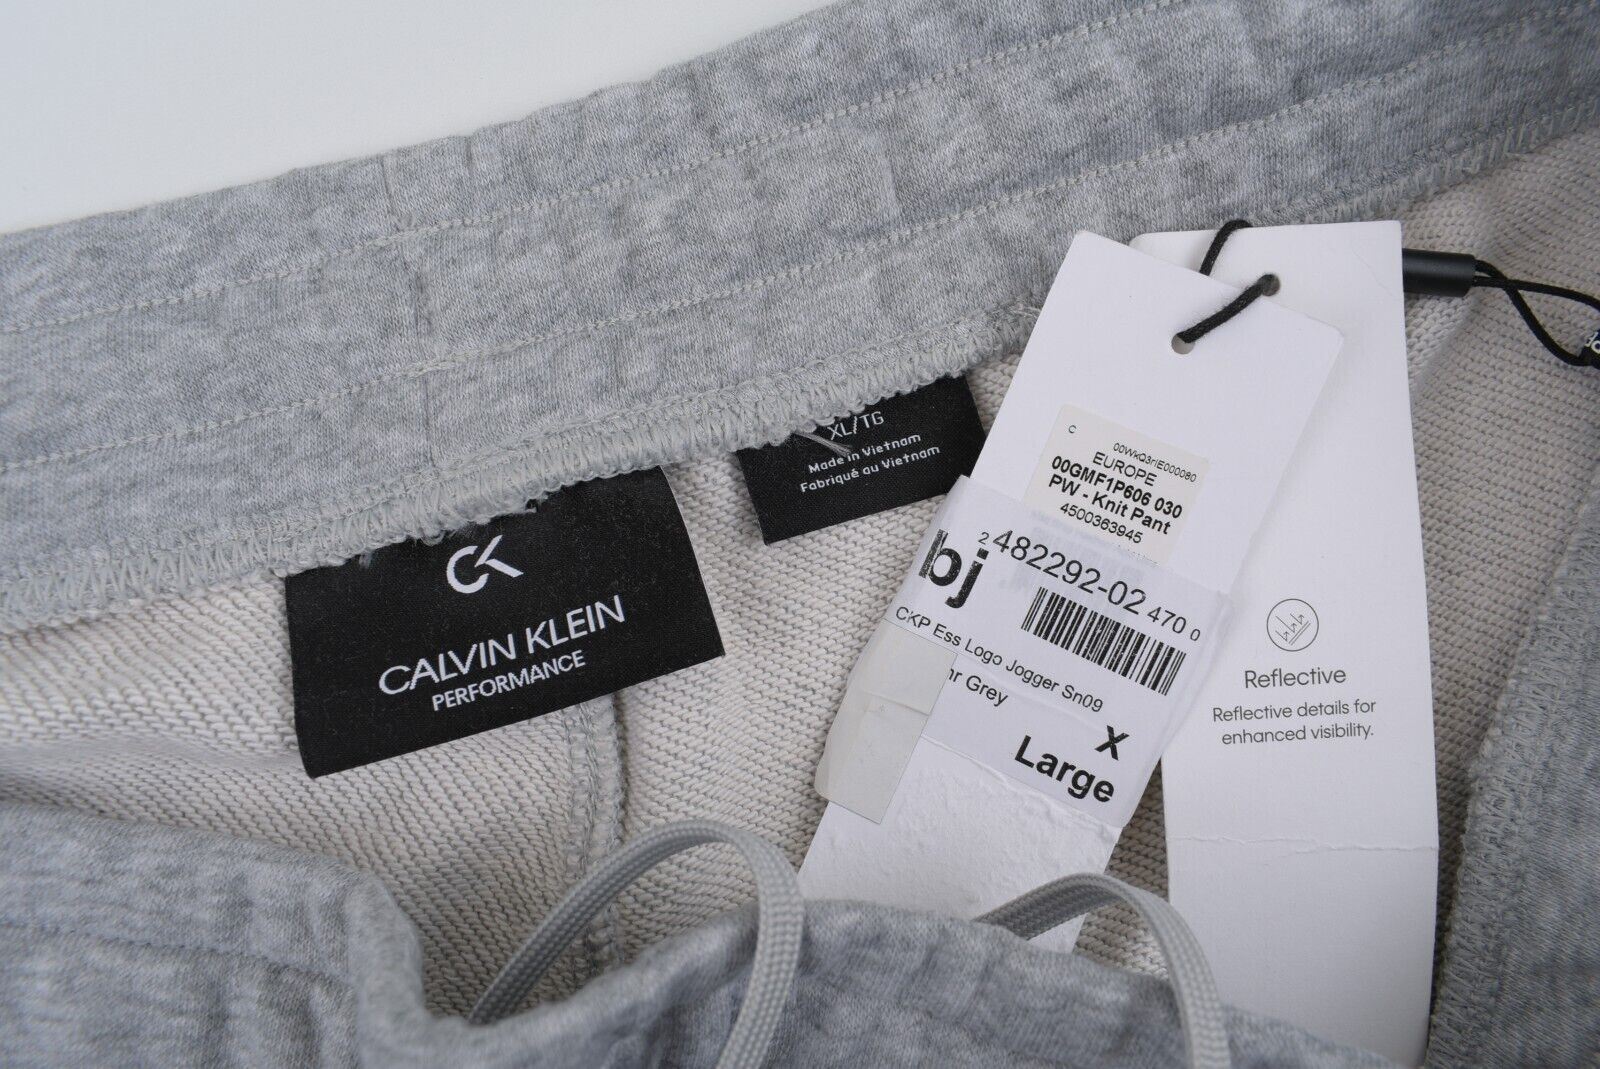 CK
CALVIN KLEIN
PERFORMANCE
XL/TG
Made in Vietnam
Fabriqué au Vietnam
C
00WkQ3rIE000080
EUROPE
00GMF1P606 030
PW - Knit Pant
4500363945
bj
2 482292-02 470 0
CKP Ess Logo Jogger Sn09
Grey
X
Large
Reflective
Reflective details for
enhanced visibility.